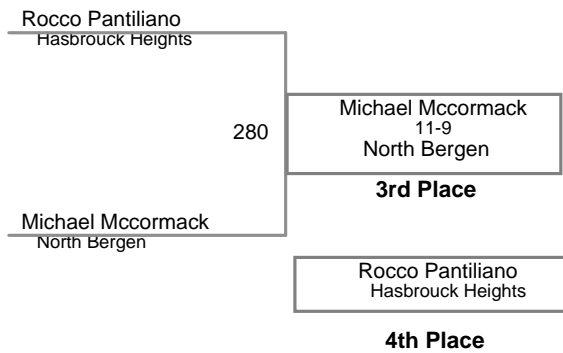 Rocco Pantiliano
Hasbrouck Heights
280
Michael Mccormack
11-9
North Bergen
3rd Place
Michael Mccormack
North Bergen
Rocco Pantiliano
Hasbrouck Heights
4th Place